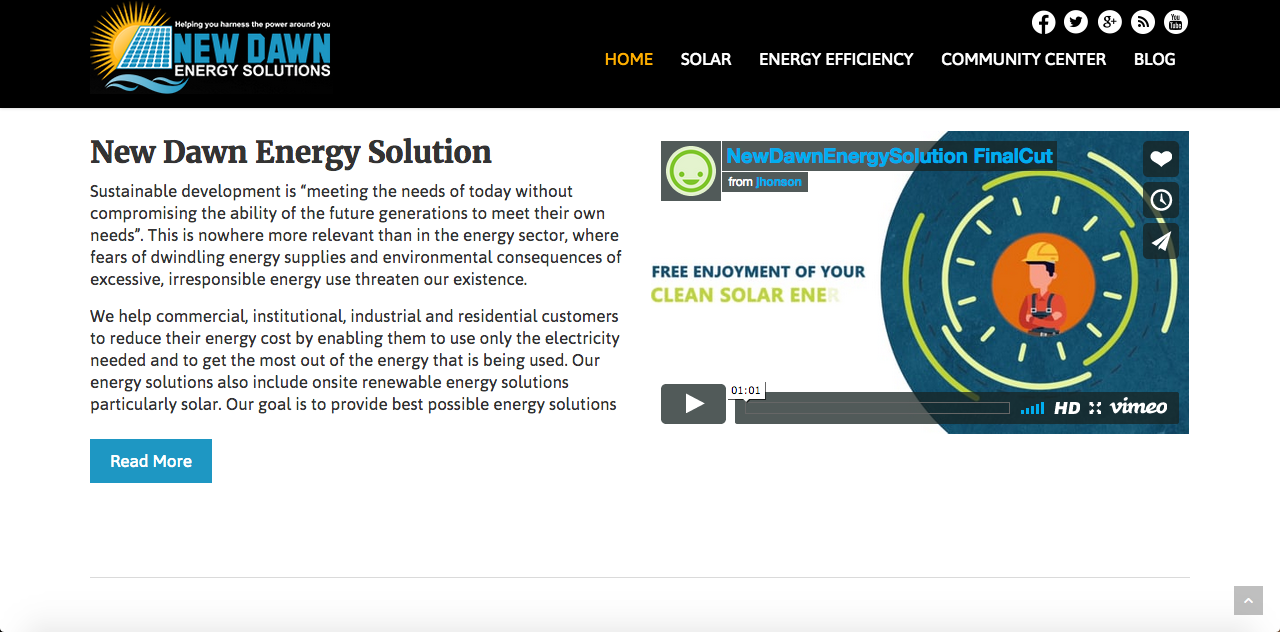 Helping you harness the power around you
NEW DAWN
ENERGY SOLUTIONS
g+
You
Tube
HOME SOLAR ENERGY EFFICIENCY COMMUNITY CENTER BLOG
New Dawn Energy Solution
Sustainable development is “meeting the needs of today without
compromising the ability of the future generations to meet their own
needs”. This is nowhere more relevant than in the energy sector, where
fears of dwindling energy supplies and environmental consequences of
excessive, irresponsible energy use threaten our existence.
We help commercial, institutional, industrial and residential customers
to reduce their energy cost by enabling them to use only the electricity
needed and to get the most out of the energy that is being used. Our
energy solutions also include onsite renewable energy solutions
particularly solar. Our goal is to provide best possible energy solutions
Read More
NewDawnEnergySolution FinalCut
from jhonson
FREE ENJOYMENT OF YOUR
CLEAN SOLAR ENER
01:01
HD vimeo